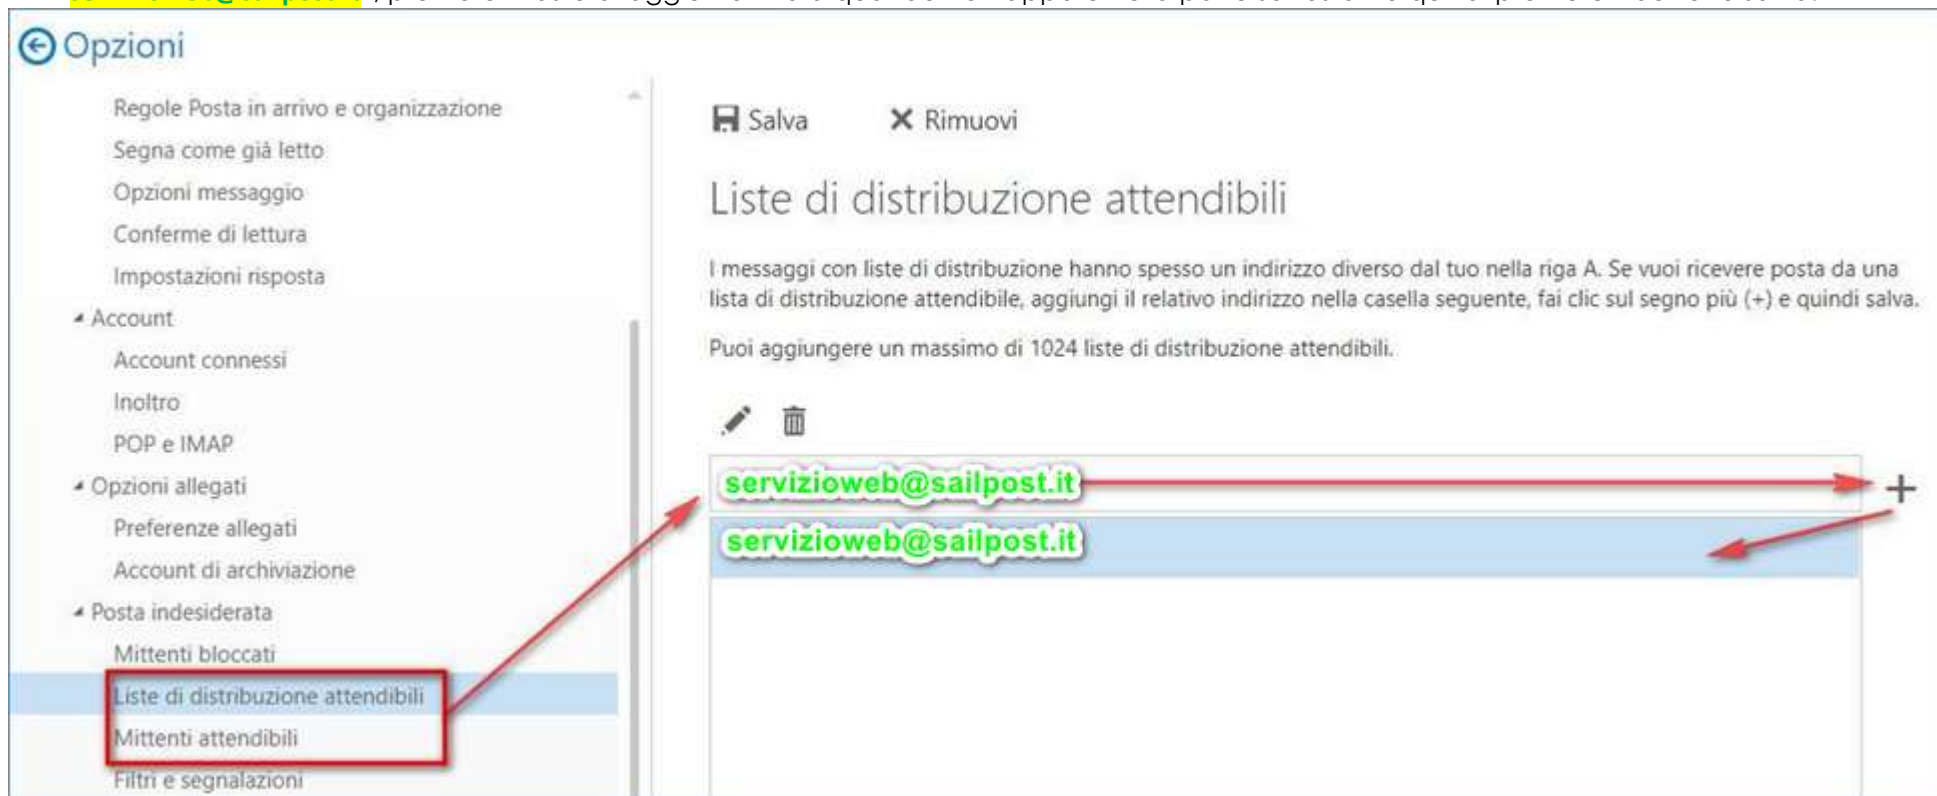 Opzioni
Regole Posta in arrivo e organizzazione
Segna come già letto
Opzioni messaggio
Conferme di lettura
Impostazioni risposta
Account
Account connessi
Inoltro
POP e IMAP
Opzioni allegati
Preferenze allegati
Account di archiviazione
Posta indesiderata
Mittenti bloccati
Liste di distribuzione attendibili
Mittenti attendibili
Filtri e segnalazioni
Salva Rimuovi
Liste di distribuzione attendibili
I messaggi con liste di distribuzione hanno spesso un indirizzo diverso dal tuo nella riga A. Se vuoi ricevere posta da una
lista di distribuzione attendibile, aggiungi il relativo indirizzo nella casella seguente, fai clic sul segno più (+) e quindi salva.
Puoi aggiungere un massimo di 1024 liste di distribuzione attendibili.
servizioweb@sailpost.it +
servizioweb@sailpost.it